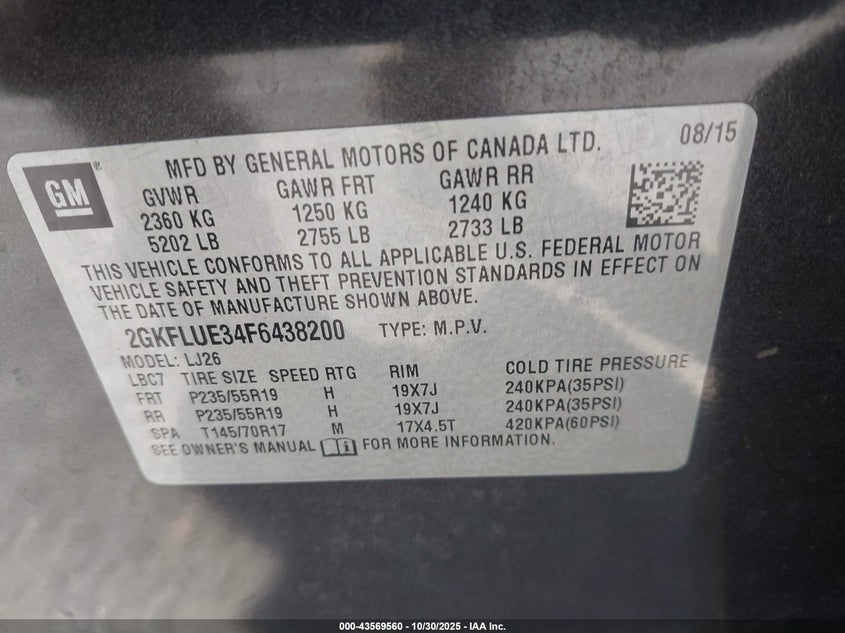 GM ®
MFD BY GENERAL MOTORS OF CANADA LTD. 08/15
GVWR GAWR FRT GAWR RR
2360 KG 1250 KG 1240 KG
5202 LB 2755 LB 2733 LB
THIS VEHICLE CONFORMS TO ALL APPLICABLE U.S. FEDERAL MOTOR
VEHICLE SAFETY AND THEFT PREVENTION STANDARDS IN EFFECT ON
THE DATE OF MANUFACTURE SHOWN ABOVE.
2GKFLUE34F6438200 TYPE: M.P.V.
MODEL: LJ26
LBC7 TIRE SIZE SPEED RTG RIM COLD TIRE PRESSURE
FRT P235/55R19 H 19X7J 240KPA(35PSI)
RR P235/55R19 H 19X7J 240KPA(35PSI)
SPA T145/70R17 M 17X4.5T 420KPA(60PSI)
SEE OWNER'S MANUAL FOR MORE INFORMATION.
000-43569560 • 10/30/2025 - IAA Inc.